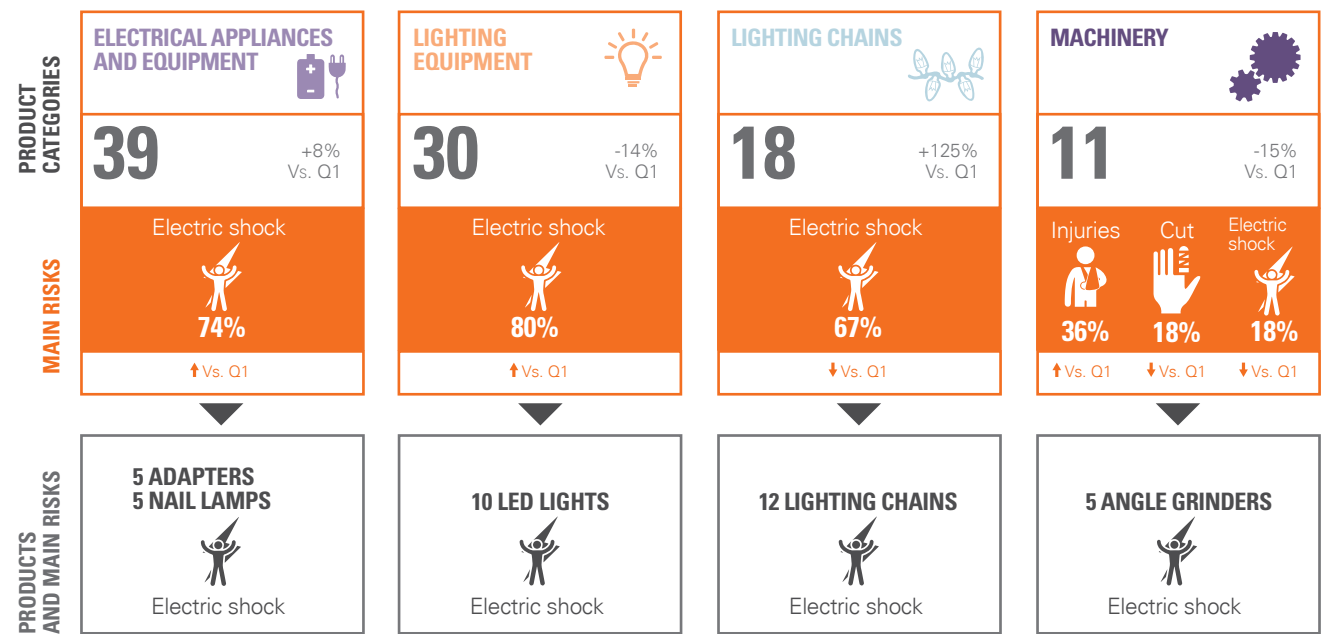 PRODUCT
CATEGORIES
ELECTRICAL APPLIANCES
AND EQUIPMENT
39
+8%
Vs. Q1
LIGHTING
EQUIPMENT
30
-14%
Vs. Q1
LIGHTING CHAINS
18
+125%
Vs. Q1
MACHINERY
11
-15%
Vs. Q1
MAIN RISKS
Electric shock
74%
Vs. Q1
Electric shock
80%
Vs. Q1
Electric shock
67%
Vs. Q1
Injuries
36%
Vs. Q1
Cut
18%
Vs. Q1
Electric
shock
18%
Vs. Q1
PRODUCTS
AND MAIN RISKS
5 ADAPTERS
5 NAIL LAMPS
Electric shock
10 LED LIGHTS
Electric shock
12 LIGHTING CHAINS
Electric shock
5 ANGLE GRINDERS
Electric shock